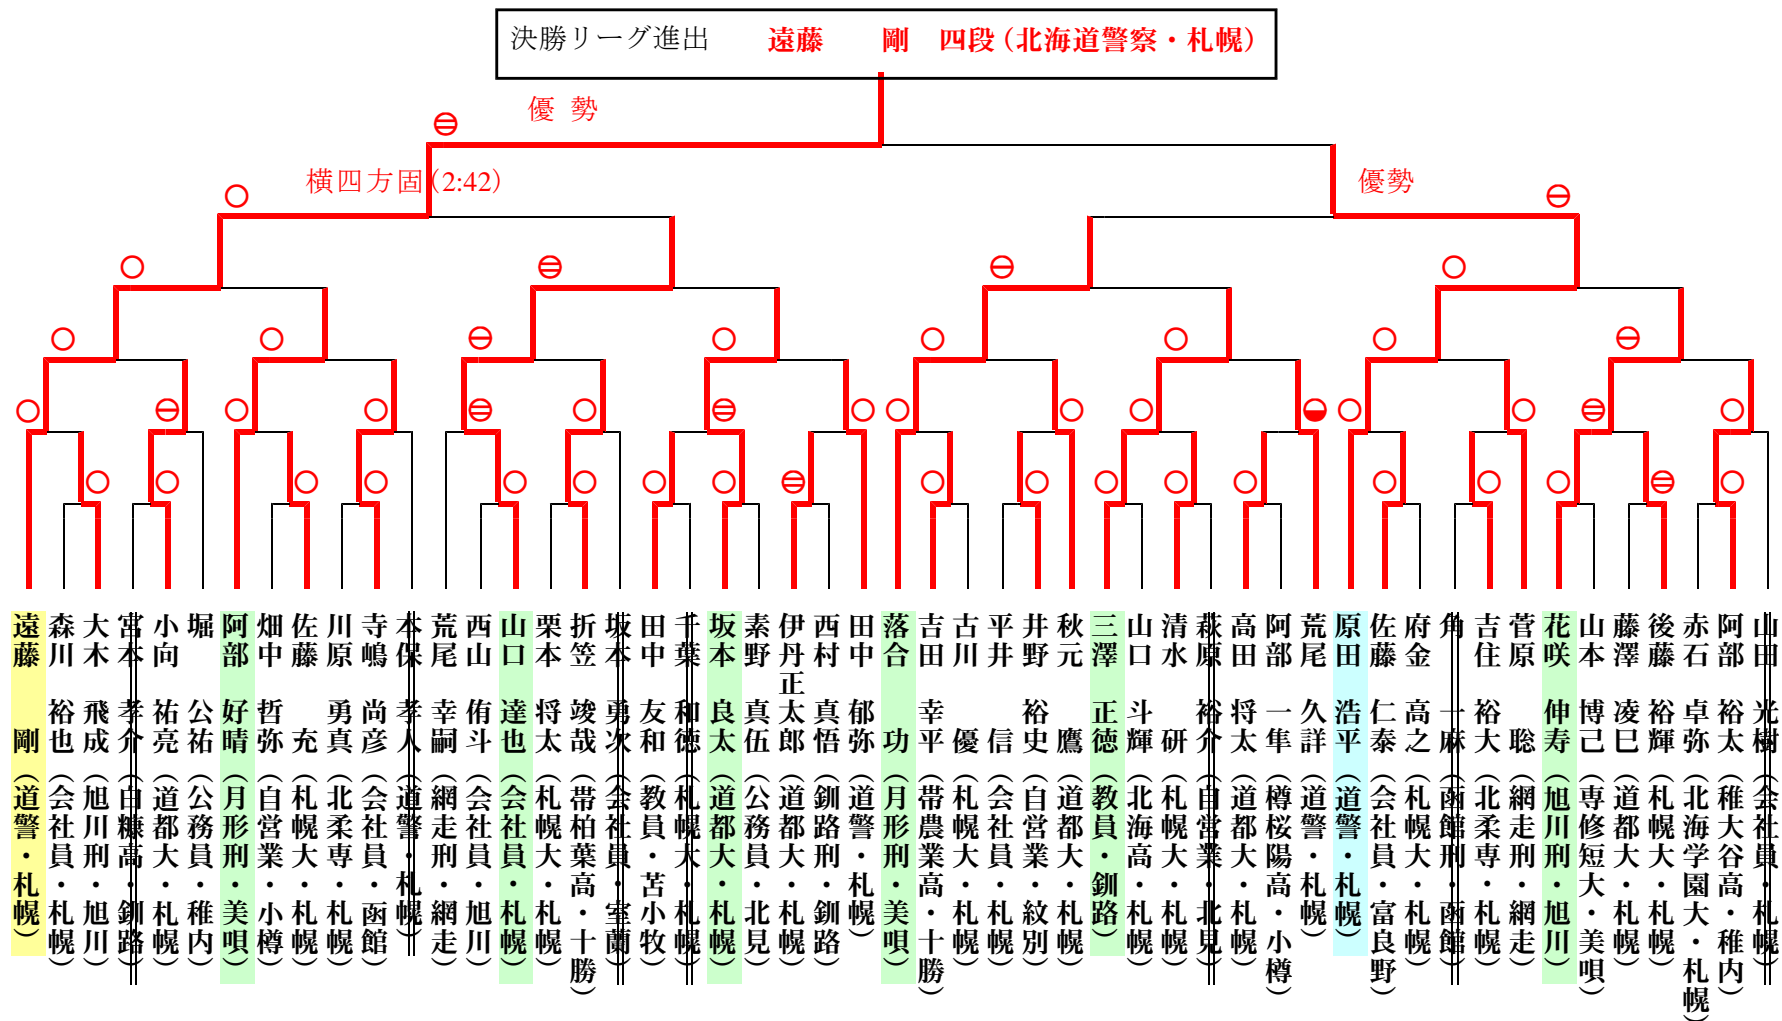 決勝リーグ進出　遠藤　剛　四段（北海道警察・札幌）
優 勢
横四方固（2:42）
優勢
遠藤　剛（道警・札幌）
森川　裕也（会社員・札幌）
大木　飛成（旭川刑・旭川）
宮本　孝介（白糠高・釧路）
小向　祐亮（道都大・札幌）
堀　公祐（公務員・稚内）
阿部　好晴（月形刑・美唄）
畑中　哲弥（自営業・小樽）
佐藤　充（札幌大・札幌）
川原　勇真（北柔専・札幌）
寺嶋　尚彦（会社員・函館）
本保　孝人（道警・札幌）
荒尾　幸嗣（網走刑・網走）
西山　侑斗（会社員・旭川）
山口　達也（会社員・札幌）
栗本　将太（札幌大・札幌）
折笠　竣哉（帯柏葉高・十勝）
坂本　勇次（会社員・室蘭）
田中　友和（教員・苫小牧）
千葉　和徳（札幌大・札幌）
坂本　良太（道都大・札幌）
素野　真伍（公務員・北見）
伊丹正太郎（道都大・札幌）
西村　真悟（釧路刑・釧路）
田中　郁弥（道警・札幌）
落合　功（月形刑・美唄）
吉田　幸平（帯農業高・十勝）
古川　優（札幌大・札幌）
平井　信（会社員・札幌）
井野　裕史（自営業・紋別）
秋元　鷹（道都大・札幌）
三澤　正徳（教員・釧路）
山口　斗輝（北海高・札幌）
清水　研（札幌大・札幌）
萩原　裕介（自営業・北見）
高田　将太（道都大・札幌）
阿部　一隼（樽桜陽高・小樽）
荒尾　久詳（道警・札幌）
原田　浩平（道警・札幌）
佐藤　仁泰（会社員・富良野）
府金　高之（札幌大・札幌）
角　一麻（函館刑・函館）
吉住　裕大（北柔専・札幌）
菅原　聡（網走刑・網走）
花咲　伸寿（旭川刑・旭川）
山本　博己（専修短大・美唄）
藤澤　凌巳（道都大・札幌）
後藤　裕輝（札幌大・札幌）
赤石　卓弥（北海学園大・札幌）
阿部　裕太（稚大谷高・稚内）
山田　光樹（会社員・札幌）